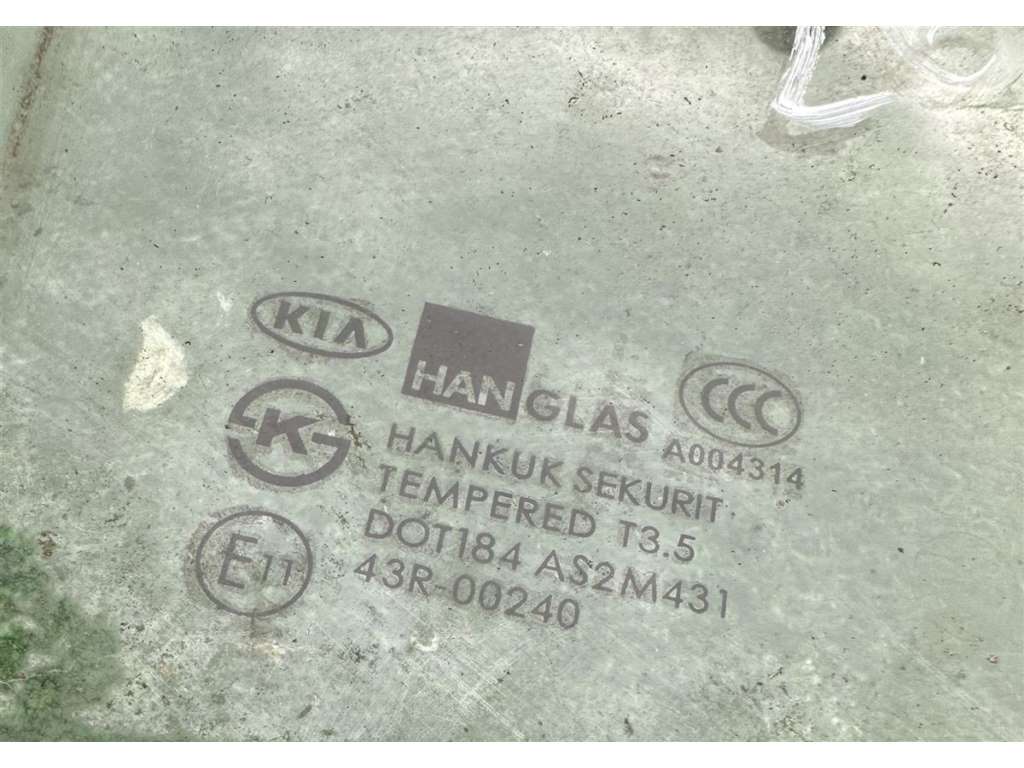 KIA
HANGLAS
CCC
A004314
K
HANKUK SEKURIT
TEMPERED T3.5
DOT184 AS2M431
E11
43R-00240